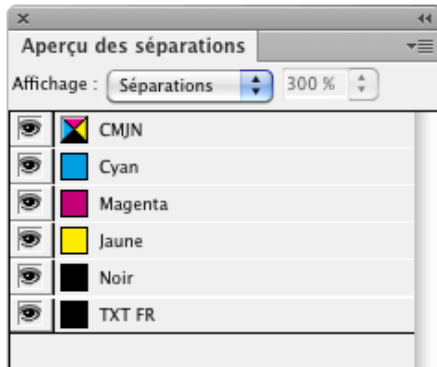 Aperçu des séparations
Affichage : Séparations 300 %
CMJN
Cyan
Magenta
Jaune
Noir
TXT FR